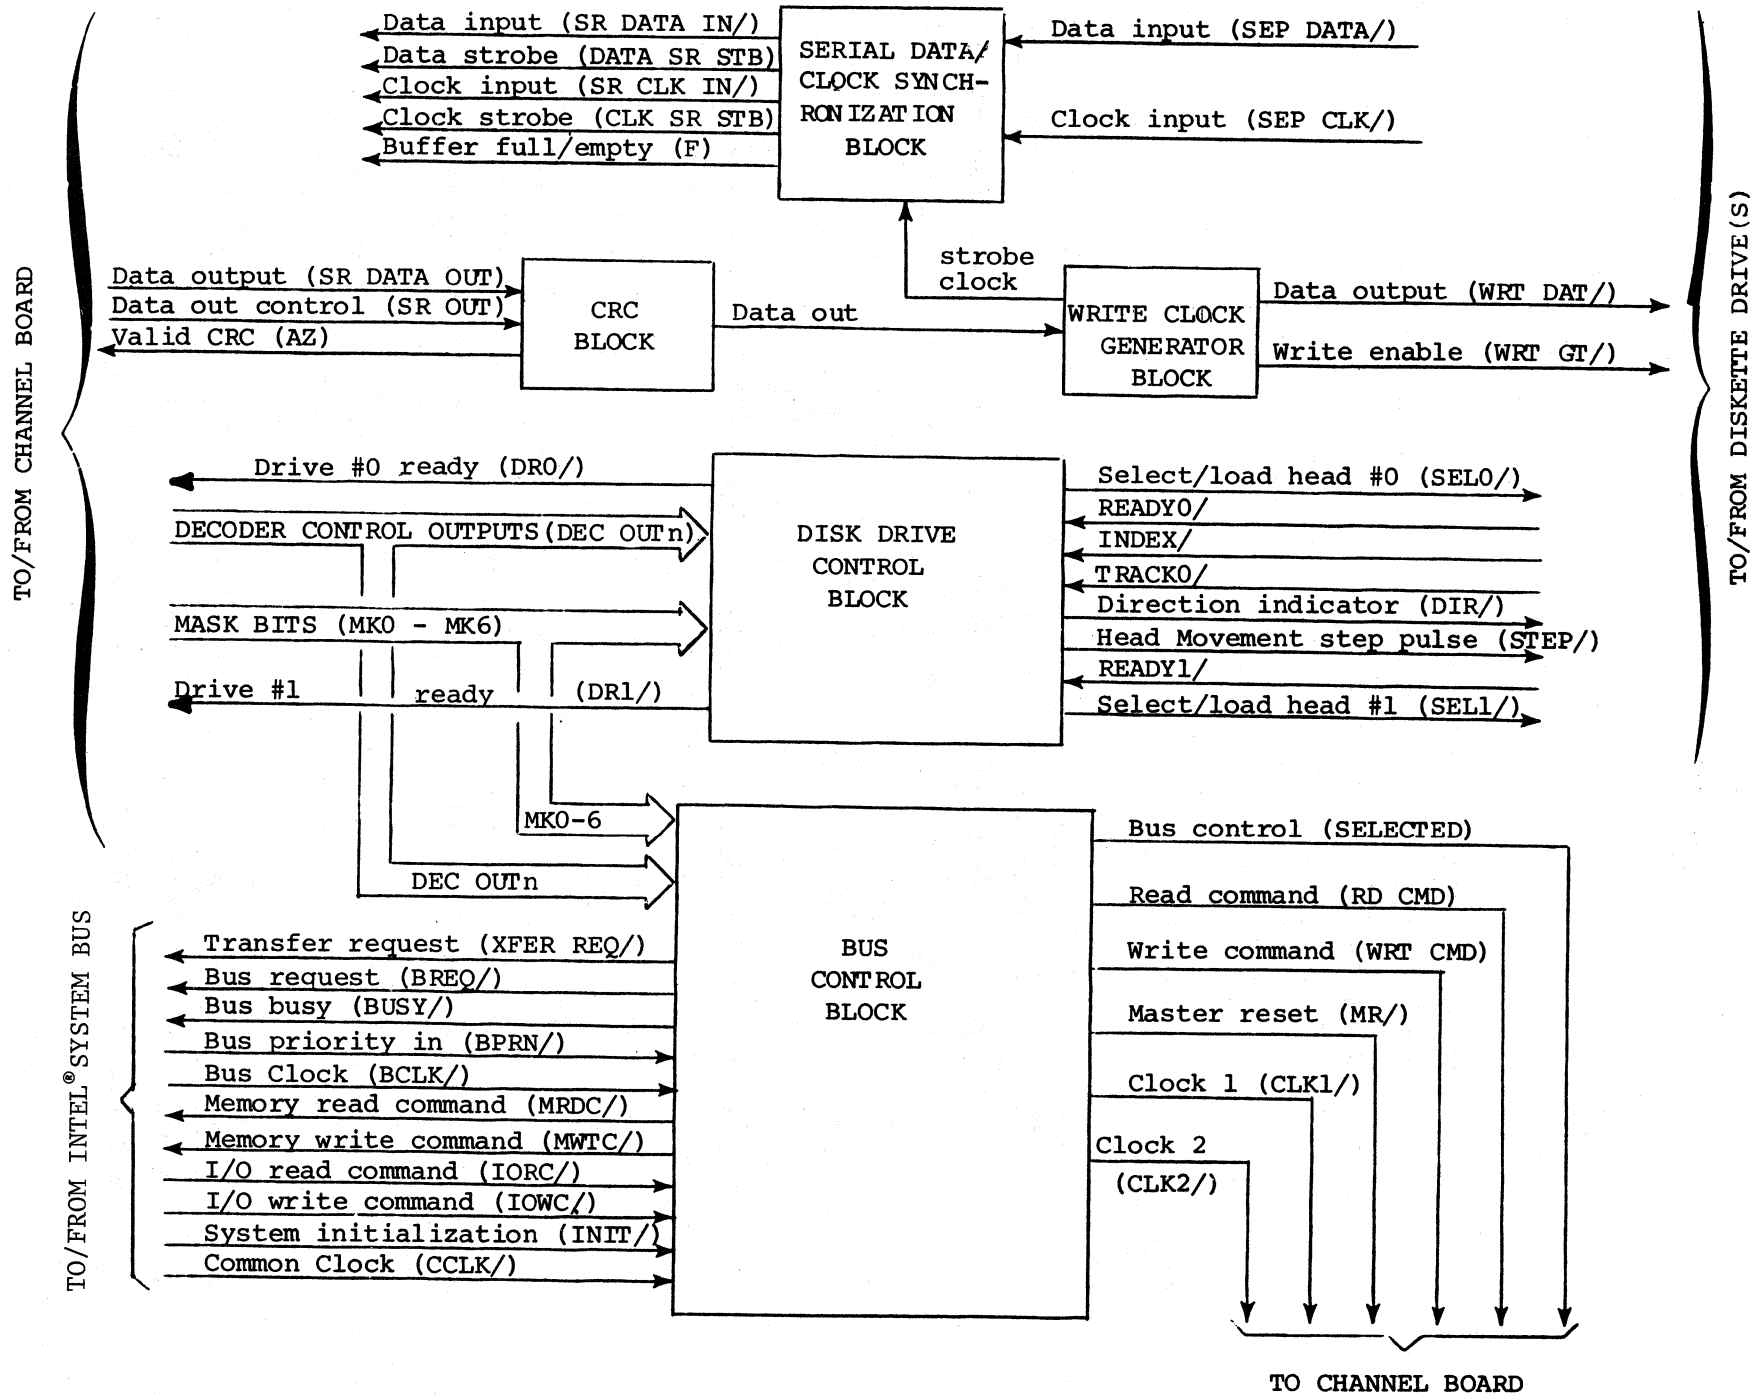 Data input (SR DATA IN/)
Data strobe (DATA SR STB)
Clock input (SR CLK IN/)
Clock strobe (CLK SR STB)
Buffer full/empty (F)
SERIAL DATA/
CLOCK SYNCH-
RONIZATION
BLOCK
Data input (SEP DATA/)
Clock input (SEP CLK/)
TO/FROM CHANNEL BOARD
TO/FROM DISKETTE DRIVE(S)
Data output (SR DATA OUT)
Data out control (SR OUT)
Valid CRC (AZ)
CRC
BLOCK
Data out
strobe
clock
WRITE CLOCK
GENERATOR
BLOCK
Data output (WRT DAT/)
Write enable (WRT GT/)
Drive #0 ready (DR0/)
DECODER CONTROL OUTPUTS(DEC OUTn)
MASK BITS (MK0 - MK6)
Drive #1 ready (DR1/)
DISK DRIVE
CONTROL
BLOCK
Select/load head #0 (SEL0/)
READY0/
INDEX/
TRACK0/
Direction indicator (DIR/)
Head Movement step pulse (STEP/)
READY1/
Select/load head #1 (SEL1/)
MK0-6
DEC OUTn
TO/FROM INTEL® SYSTEM BUS
Transfer request (XFER REQ/)
Bus request (BREQ/)
Bus busy (BUSY/)
Bus priority in (BPRN/)
Bus Clock (BCLK/)
Memory read command (MRDC/)
Memory write command (MWTC/)
I/O read command (IORC/)
I/O write command (IOWC/)
System initialization (INIT/)
Common Clock (CCLK/)
BUS
CONTROL
BLOCK
Bus control (SELECTED)
Read command (RD CMD)
Write command (WRT CMD)
Master reset (MR/)
Clock 1 (CLK1/)
Clock 2
(CLK2/)
TO CHANNEL BOARD